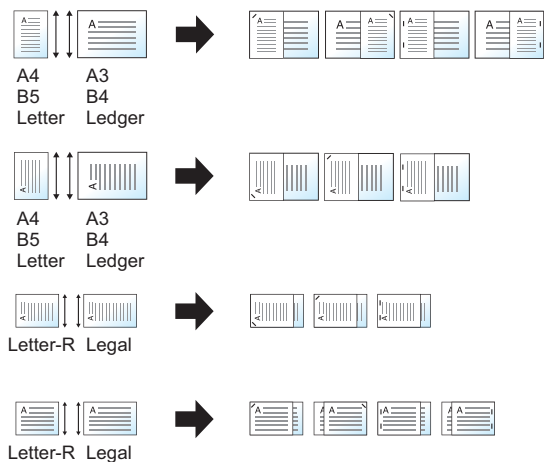 A A A A A A
A4 A3
B5 B4
Letter Ledger
A A A A A
A4 A3
B5 B4
Letter Ledger
A A A A A
Letter-R Legal
A A A A A A A A
Letter-R Legal